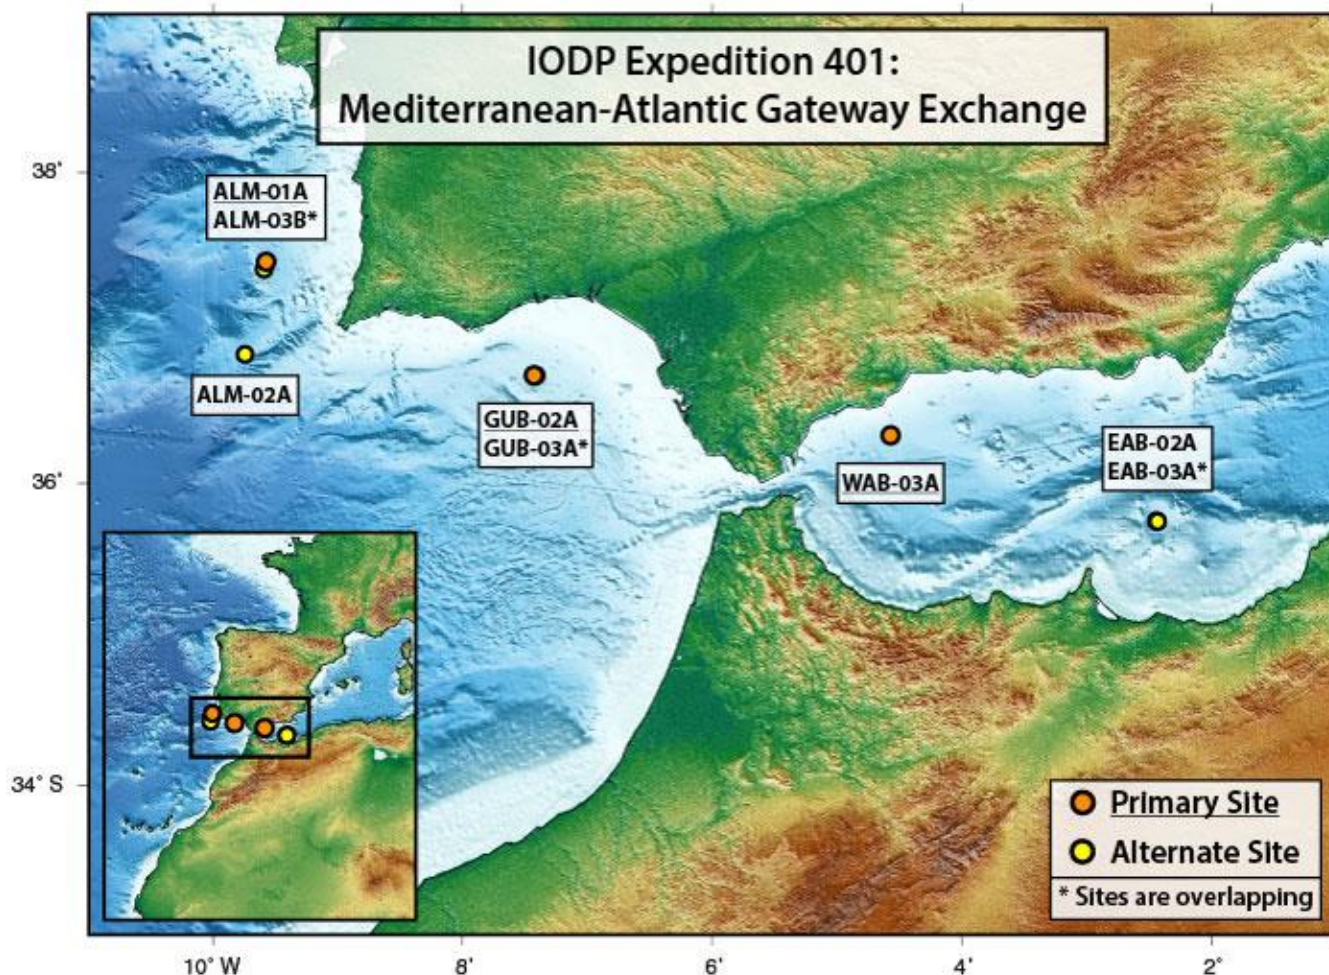 IODP Expedition 401:
Mediterranean-Atlantic Gateway Exchange
38˚
ALM-01A
ALM-03B*
ALM-02A
GUB-02A
GUB-03A*
WAB-03A
EAB-02A
EAB-03A*
36˚
34˚ S
Primary Site
Alternate Site
* Sites are overlapping
10˚ W
8˚
6˚
4˚
2˚